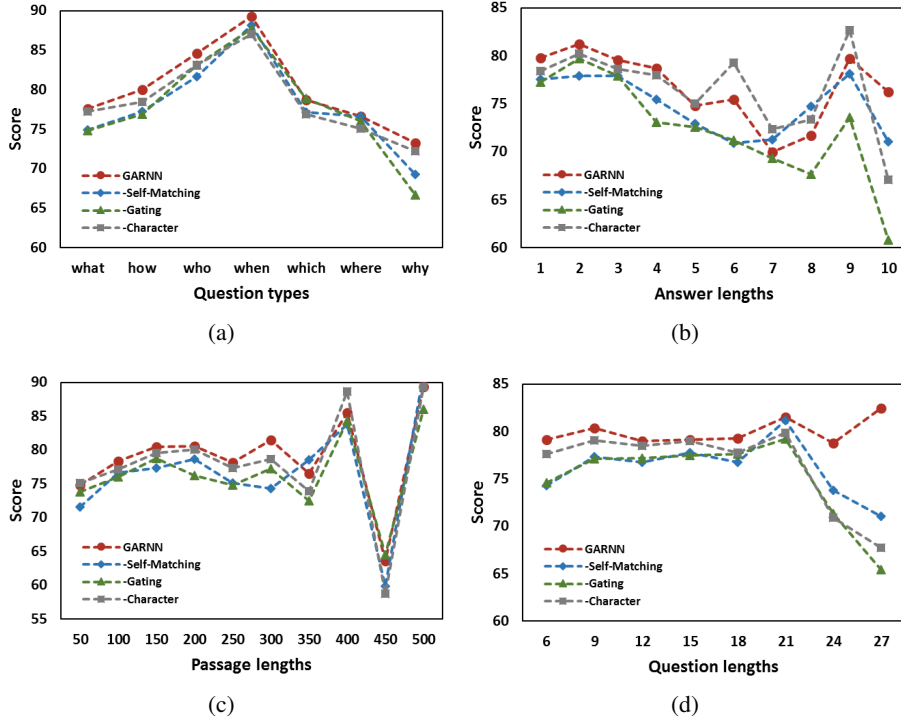 90
85
80
75
70
65
60
Score
GARNN
-Self-Matching
-Gating
-Character
what how who when which where why
Question types
(a)
85
80
75
70
65
60
Score
GARNN
-Self-Matching
-Gating
-Character
1 2 3 4 5 6 7 8 9 10
Answer lengths
(b)
90
85
80
75
70
65
60
55
Score
GARNN
-Self-Matching
-Gating
-Character
50 100 150 200 250 300 350 400 450 500
Passage lengths
(c)
85
80
75
70
65
60
Score
GARNN
-Self-Matching
-Gating
-Character
6 9 12 15 18 21 24 27
Question lengths
(d)